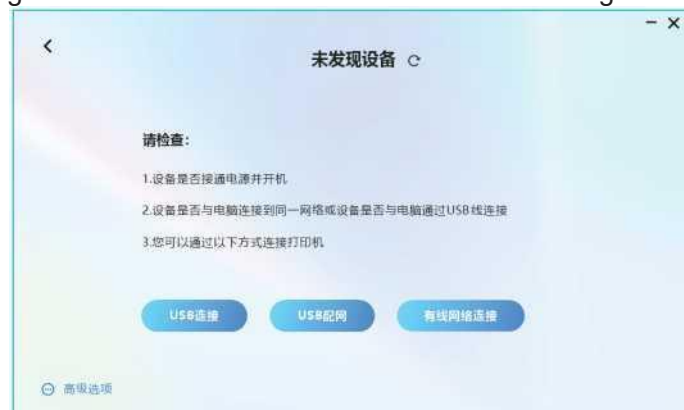 未发现设备
请检查：
1.设备是否接通电源并开机
2.设备是否与电脑连接到同一网络或设备是否与电脑通过USB线连接
3.您可以通过以下方式连接打印机
USB连接 USB配网 有线网络连接
高级选项